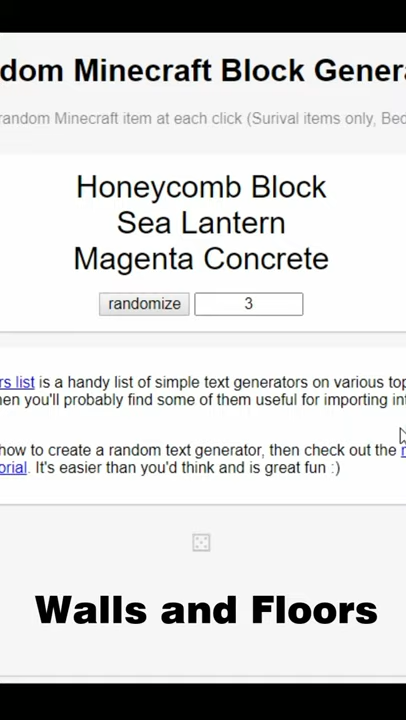 dom Minecraft Block Genera
random Minecraft item at each click (Surival items only, Bed
Honeycomb Block
Sea Lantern
Magenta Concrete
randomize 3
rs list is a handy list of simple text generators on various top
hen you'll probably find some of them useful for importing int
how to create a random text generator, then check out the
torial. It's easier than you'd think and is great fun :)
Walls and Floors